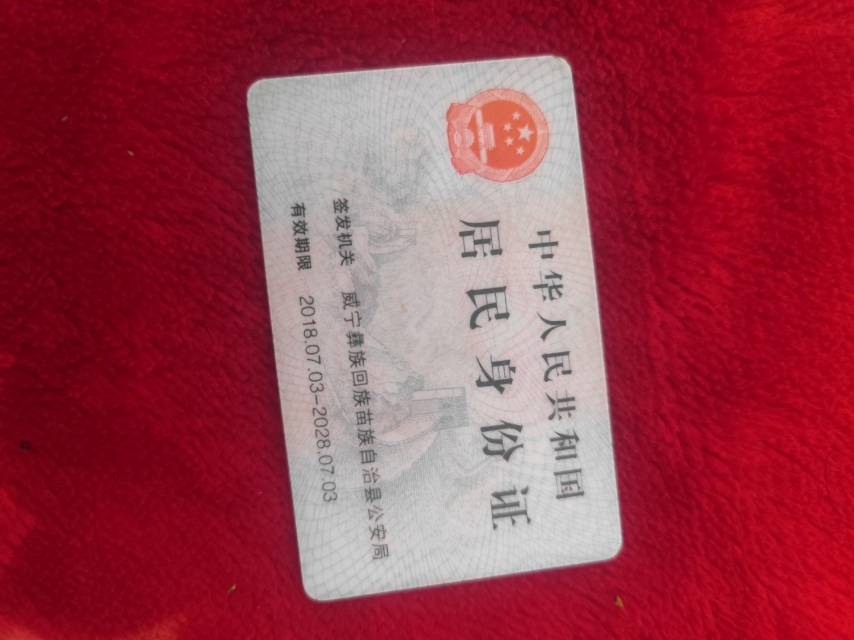 中华人民共和国
居民身份证
签发机关 威宁彝族回族苗族自治县公安局
有效期限 2018.07.03-2028.07.03